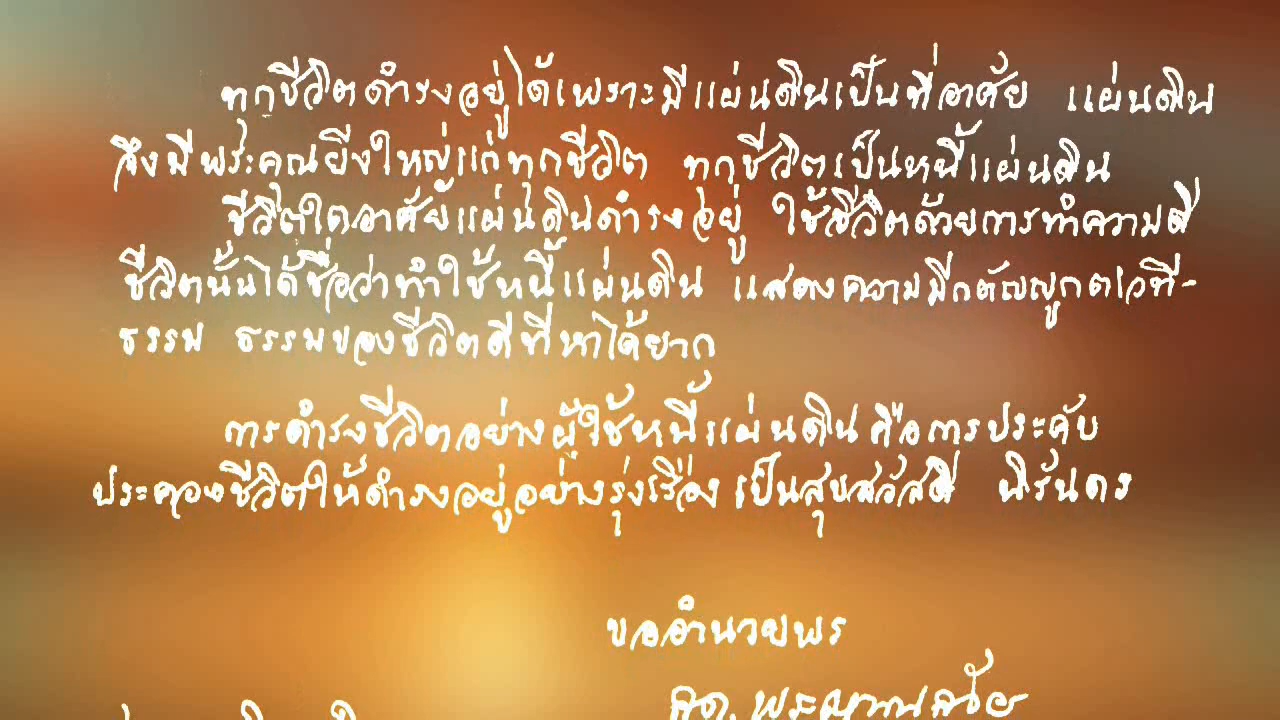 ทุกชีวิตดำรงอยู่ได้เพราะมีแผ่นดินเป็นที่อาศัย แผ่นดิน
จึงมีพระคุณยิ่งใหญ่แก่ทุกชีวิต ทุกชีวิตเป็นหนี้แผ่นดิน
ชีวิตใดอาศัยแผ่นดินดำรงอยู่ ใช้ชีวิตด้วยการทำความดี
ชีวิตนั้นได้ชื่อว่าทำใช้หนี้แผ่นดิน แสดงความมีกตัญญูกตเวที-
ธรรม ธรรมของชีวิตดีที่หาได้ยาก
การดำรงชีวิตอย่างผู้ใช้หนี้แผ่นดิน คือการประคับ
ประคองชีวิตให้ดำรงอยู่อย่างรุ่งเรือง เป็นสุขสวัสดี นิรันดร
ขออำนวยพร